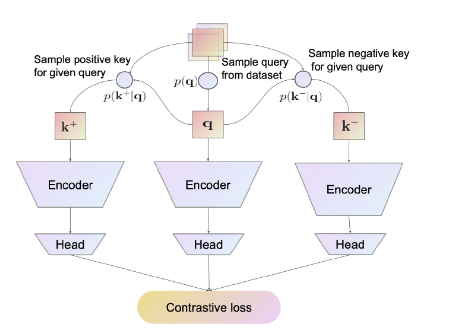 Sample positive key
for given query
p(q)
Sample query
from dataset
Sample negative key
for given query
p(k⁺|q)
p(k⁻|q)
k⁺
q
k⁻
Encoder
Encoder
Encoder
Head
Head
Head
Contrastive loss